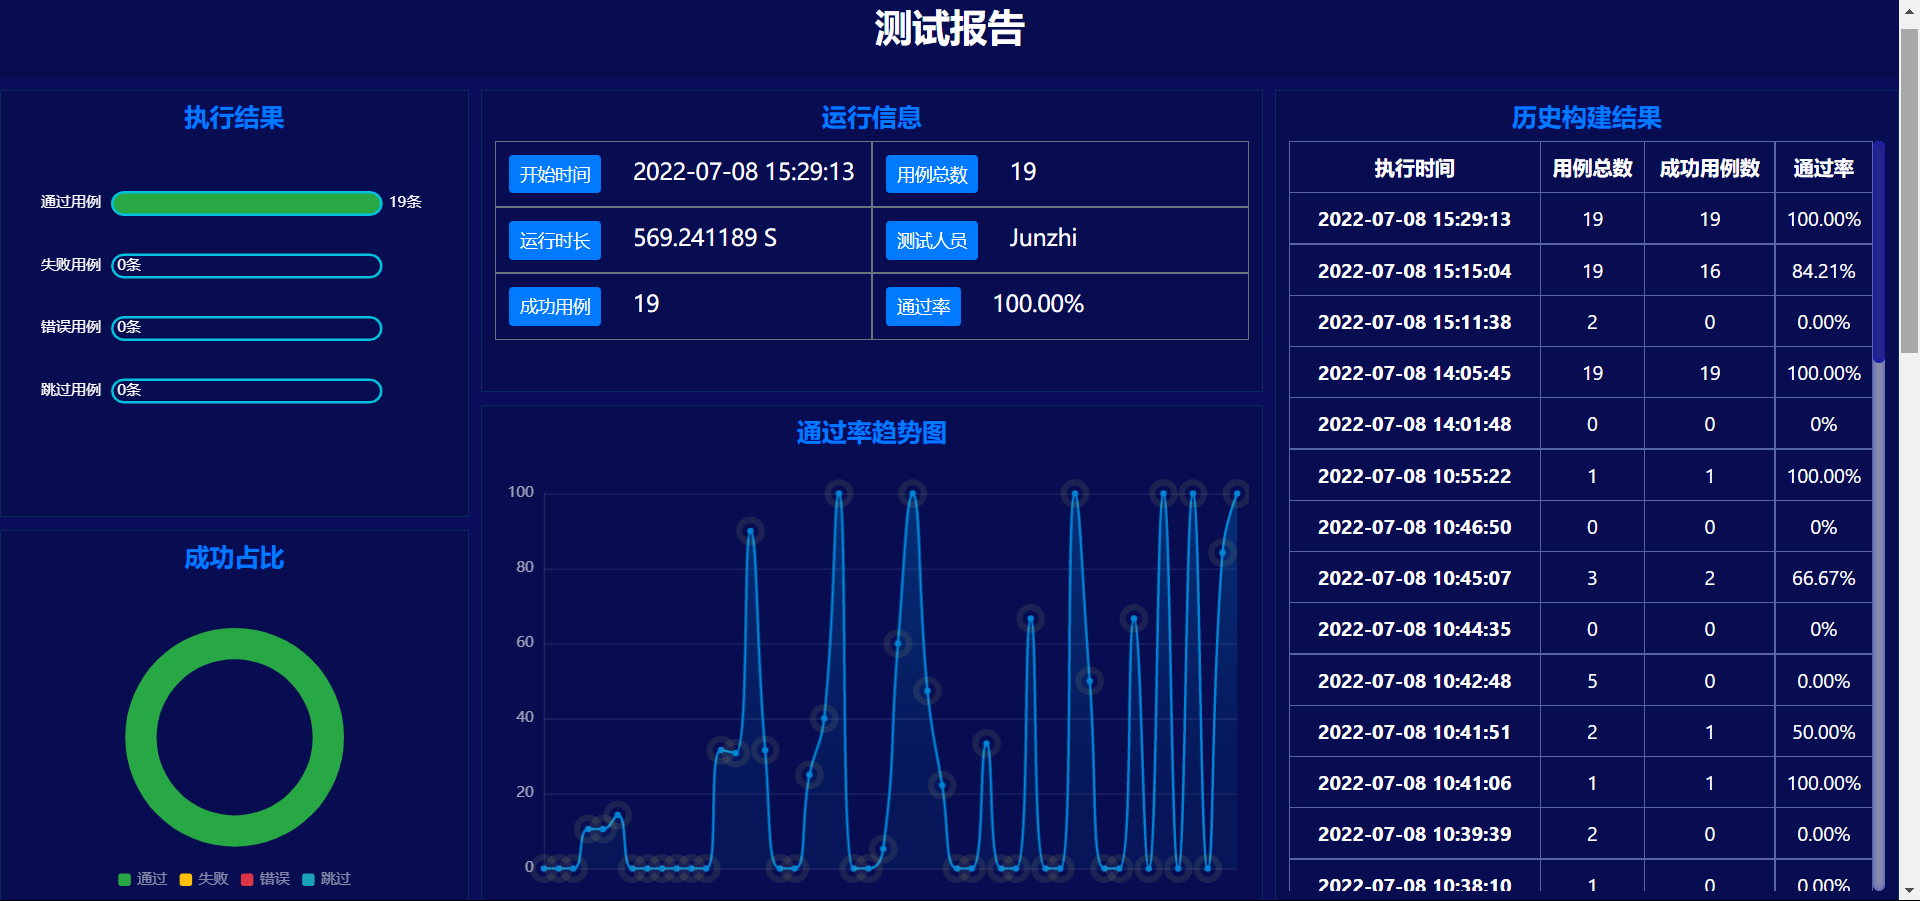 测试报告
执行结果
通过用例 19条
失败用例 0条
错误用例 0条
跳过用例 0条
成功占比
通过 失败 错误 跳过
运行信息
开始时间 2022-07-08 15:29:13 用例总数 19
运行时长 569.241189 S 测试人员 Junzhi
成功用例 19 通过率 100.00%
通过率趋势图
100
80
60
40
20
0
历史构建结果
执行时间 用例总数 成功用例数 通过率
2022-07-08 15:29:13 19 19 100.00%
2022-07-08 15:15:04 19 16 84.21%
2022-07-08 15:11:38 2 0 0.00%
2022-07-08 14:05:45 19 19 100.00%
2022-07-08 14:01:48 0 0 0%
2022-07-08 10:55:22 1 1 100.00%
2022-07-08 10:46:50 0 0 0%
2022-07-08 10:45:07 3 2 66.67%
2022-07-08 10:44:35 0 0 0%
2022-07-08 10:42:48 5 0 0.00%
2022-07-08 10:41:51 2 1 50.00%
2022-07-08 10:41:06 1 1 100.00%
2022-07-08 10:39:39 2 0 0.00%
2022-07-08 10:38:10 1 0 0.00%